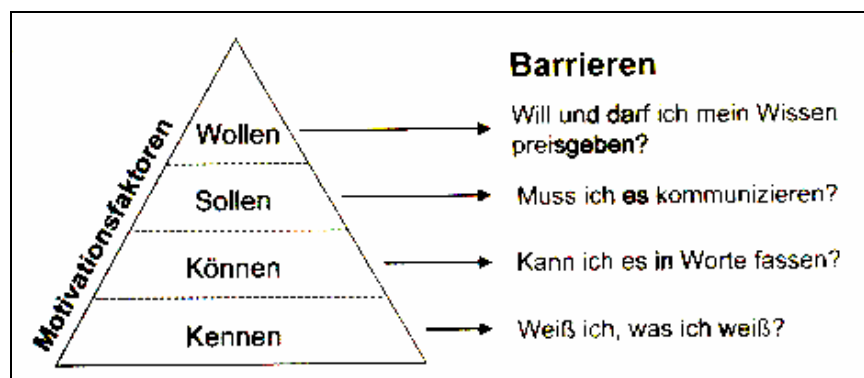 Motivationsfaktoren
Barrieren
Wollen
Will und darf ich mein Wissen
preisgeben?
Sollen
Muss ich es kommunizieren?
Können
Kann ich es in Worte fassen?
Kennen
Weiß ich, was ich weiß?